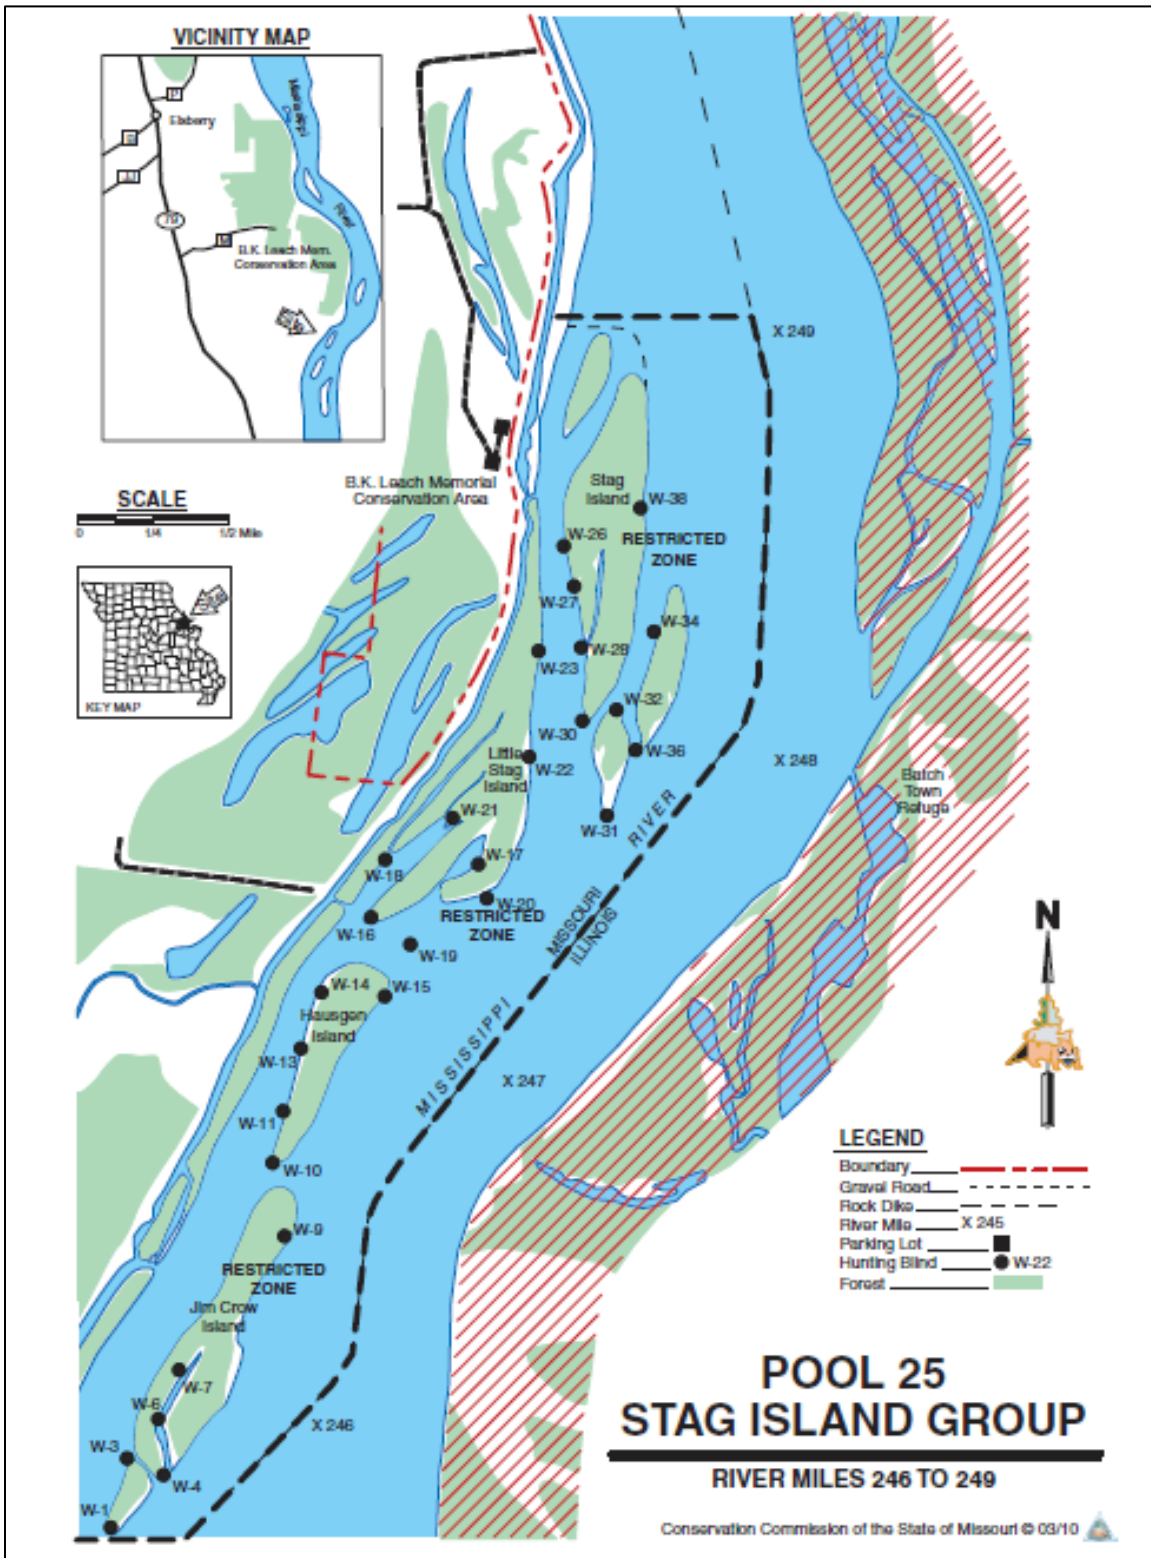 VICINITY MAP
P
Elsberry
B
JJ
79
M
Mississippi
River
B.K. Leach Mem.
Conservation Area
SCALE
0 1/4 1/2 Mile
KEY MAP
B.K. Leach Memorial
Conservation Area
X 249
Stag
Island
W-38
W-26
RESTRICTED
ZONE
W-27
W-34
W-28
W-23
W-32
W-30
W-36
Little
Stag
Island
W-22
X 248
Batch
Town
Refuge
W-21
W-31
W-17
W-18
W-20
RESTRICTED
ZONE
W-16
W-19
MISSISSIPPI RIVER
MISSOURI
ILLINOIS
W-14
W-15
Hausgen
Island
W-13
X 247
W-11
W-10
W-9
RESTRICTED
ZONE
Jim Crow
Island
W-7
W-6
X 246
W-3
W-4
W-1
N
LEGEND
Boundary
Gravel Road
Rock Dike
River Mile X 245
Parking Lot
Hunting Blind W-22
Forest
POOL 25
STAG ISLAND GROUP
RIVER MILES 246 TO 249
Conservation Commission of the State of Missouri © 03/10